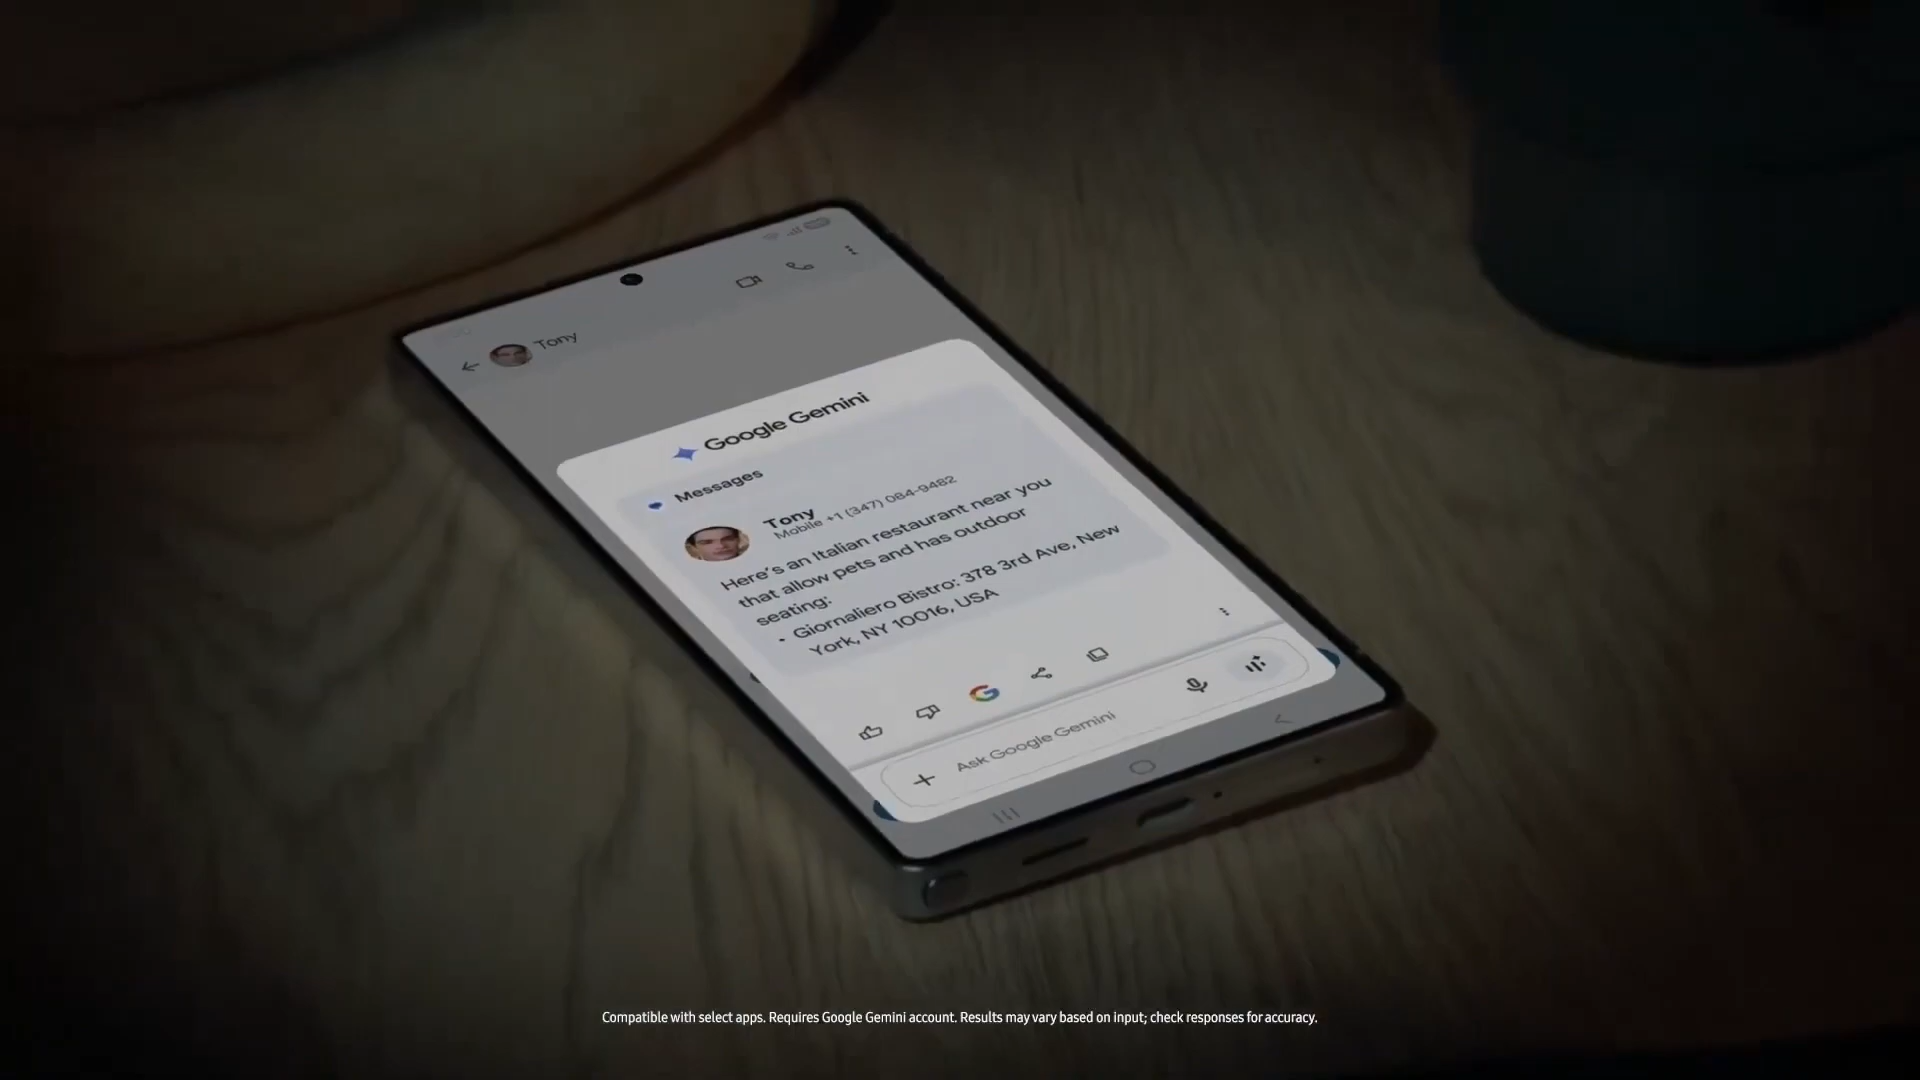 Tony
Google Gemini
Messages
Tony
Mobile +1 (347) 084-9482
Here's an Italian restaurant near you
that allow pets and has outdoor
seating:
• Giornaliero Bistro: 378 3rd Ave, New
York, NY 10016, USA
Ask Google Gemini
Compatible with select apps. Requires Google Gemini account. Results may vary based on input; check responses for accuracy.